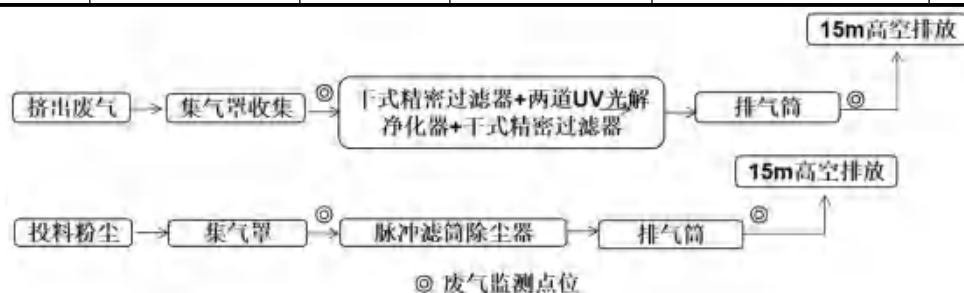 15m高空排放
挤出废气
集气罩收集
◎
干式精密过滤器+两道UV光解
净化器+干式精密过滤器
排气筒
◎
15m高空排放
投料粉尘
集气罩
◎
脉冲滤筒除尘器
排气筒
◎
◎ 废气监测点位